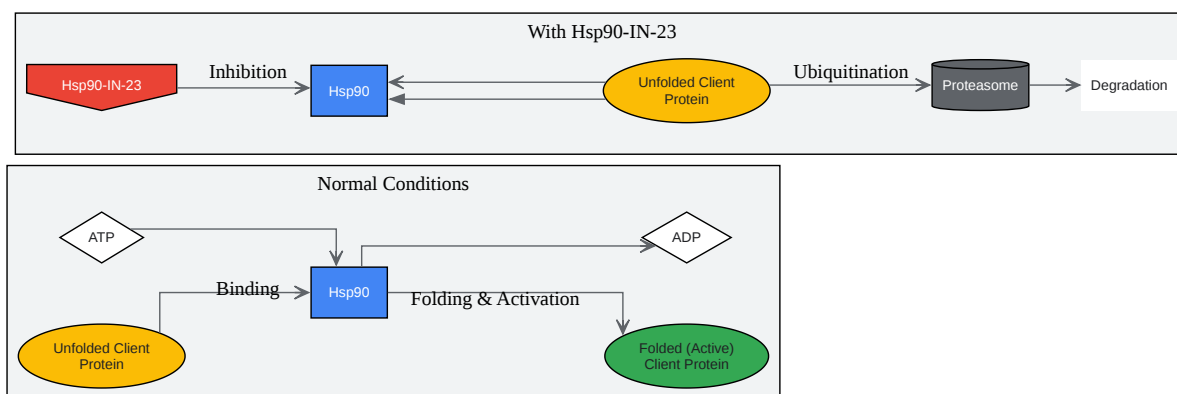 With Hsp90-IN-23
Hsp90-IN-23
Inhibition
Hsp90
Unfolded Client
Protein
Ubiquitination
Proteasome
Degradation
Normal Conditions
ATP
ADP
Binding
Hsp90
Folding & Activation
Unfolded Client
Protein
Folded (Active)
Client Protein